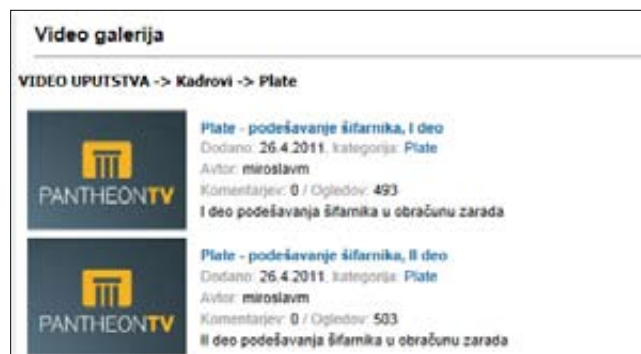 Video galerija
VIDEO UPUTSTVA -> Kadrovi -> Plate
PANTHEONTV
Plate - podešavanje šifarnika, I deo
Dodano: 26.4.2011, kategorija: Plate
Avtor: miroslavm
Komentarjev: 0 / Ogledov: 493
I deo podešavanja šifarnika u obračunu zarada
PANTHEONTV
Plate - podešavanje šifarnika, II deo
Dodano: 26.4.2011, kategorija: Plate
Avtor: miroslavm
Komentarjev: 0 / Ogledov: 503
II deo podešavanja šifarnika u obračunu zarada